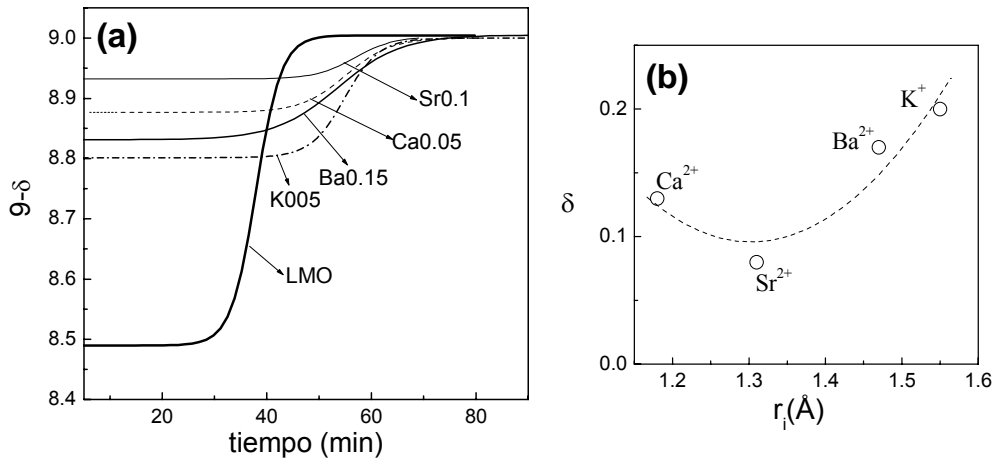 (a)
9-δ
9.0
8.9
8.8
8.7
8.6
8.5
8.4
Sr0.1
Ca0.05
Ba0.15
K005
LMO
20
40
60
80
tiempo (min)
(b)
δ
0.2
0.1
0.0
K⁺
Ba²⁺
Ca²⁺
Sr²⁺
1.2
1.3
1.4
1.5
1.6
rᵢ(Å)